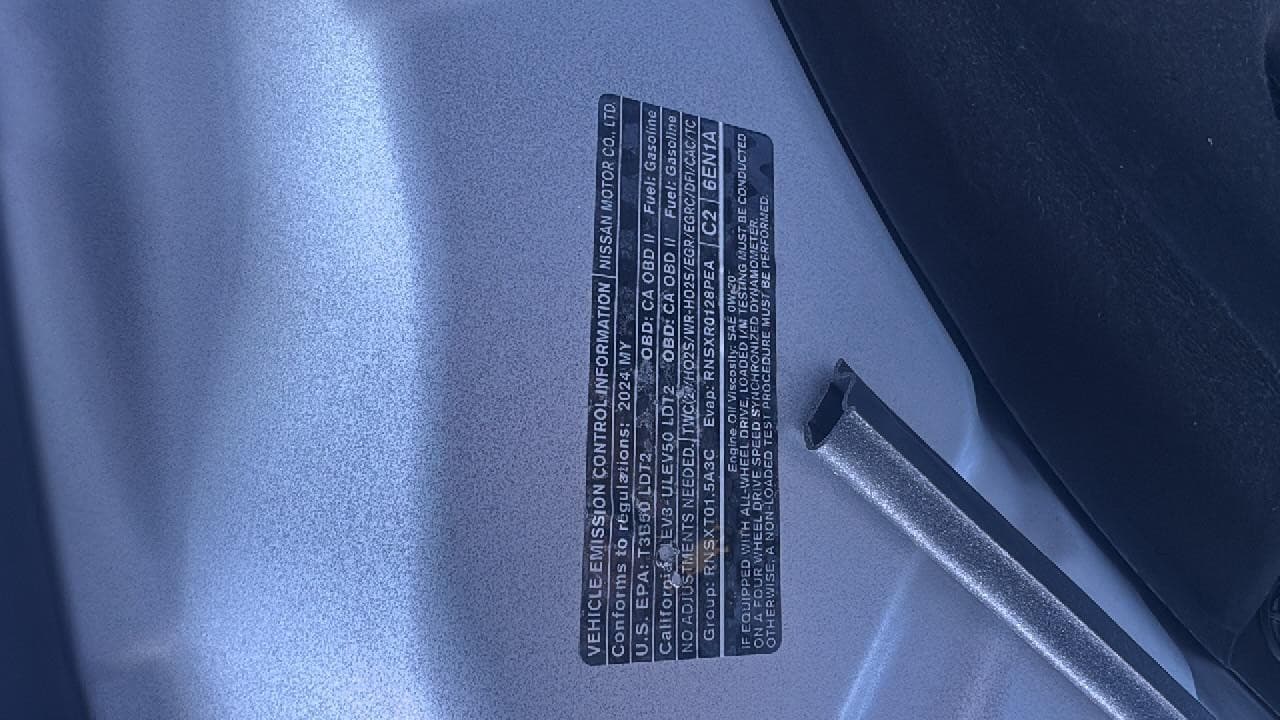 VEHICLE EMISSION CONTROL INFORMATION NISSAN MOTOR CO., LTD.
Conforms to regulations: 2024 MY
U.S. EPA: T3B50 LDT2 OBD: CA OBD II Fuel: Gasoline
California: LEV3-ULEV50 LDT2 OBD: CA OBD II Fuel: Gasoline
NO ADJUSTMENTS NEEDED. TWC(2)/HO2S/WR-HO2S/EGR/EGRC/DFI/CAC/TC
Group: RNSXT01.5A3C Evap: RNSXR0128PEA C2 6EN1A
Engine Oil Viscosity: SAE 0W-20
IF EQUIPPED WITH ALL-WHEEL DRIVE, LOADED I/M TESTING MUST BE CONDUCTED
ON A FOUR WHEEL DRIVE SPEED SYNCHRONIZED DYNAMOMETER.
OTHERWISE, A NON-LOADED TEST PROCEDURE MUST BE PERFORMED.